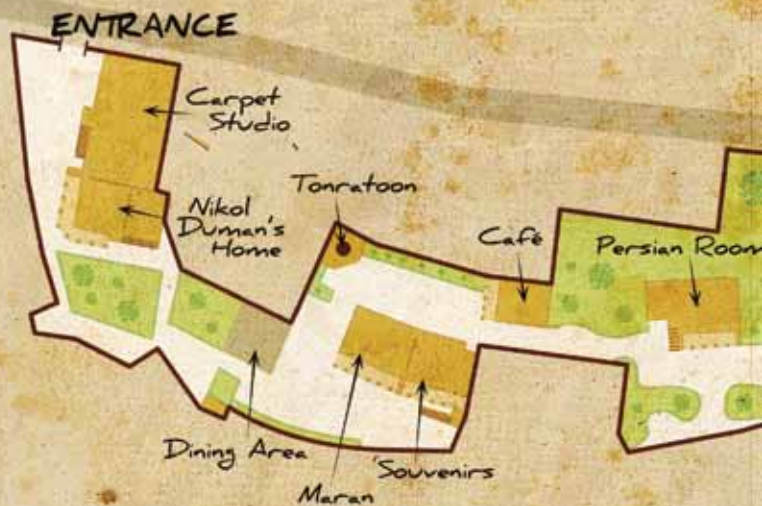 ENTRANCE
Carpet
Studio
Nikol
Duman's
Home
Tonratoon
Café
Persian Room
Dining Area
Maran
Souvenirs